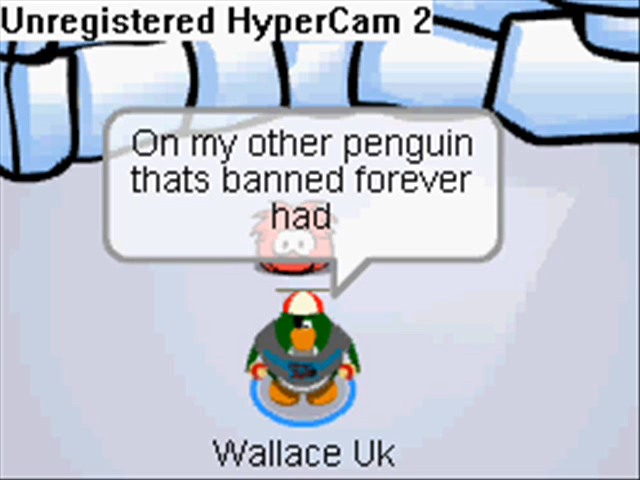 Unregistered HyperCam 2
On my other penguin
thats banned forever
had
Wallace Uk